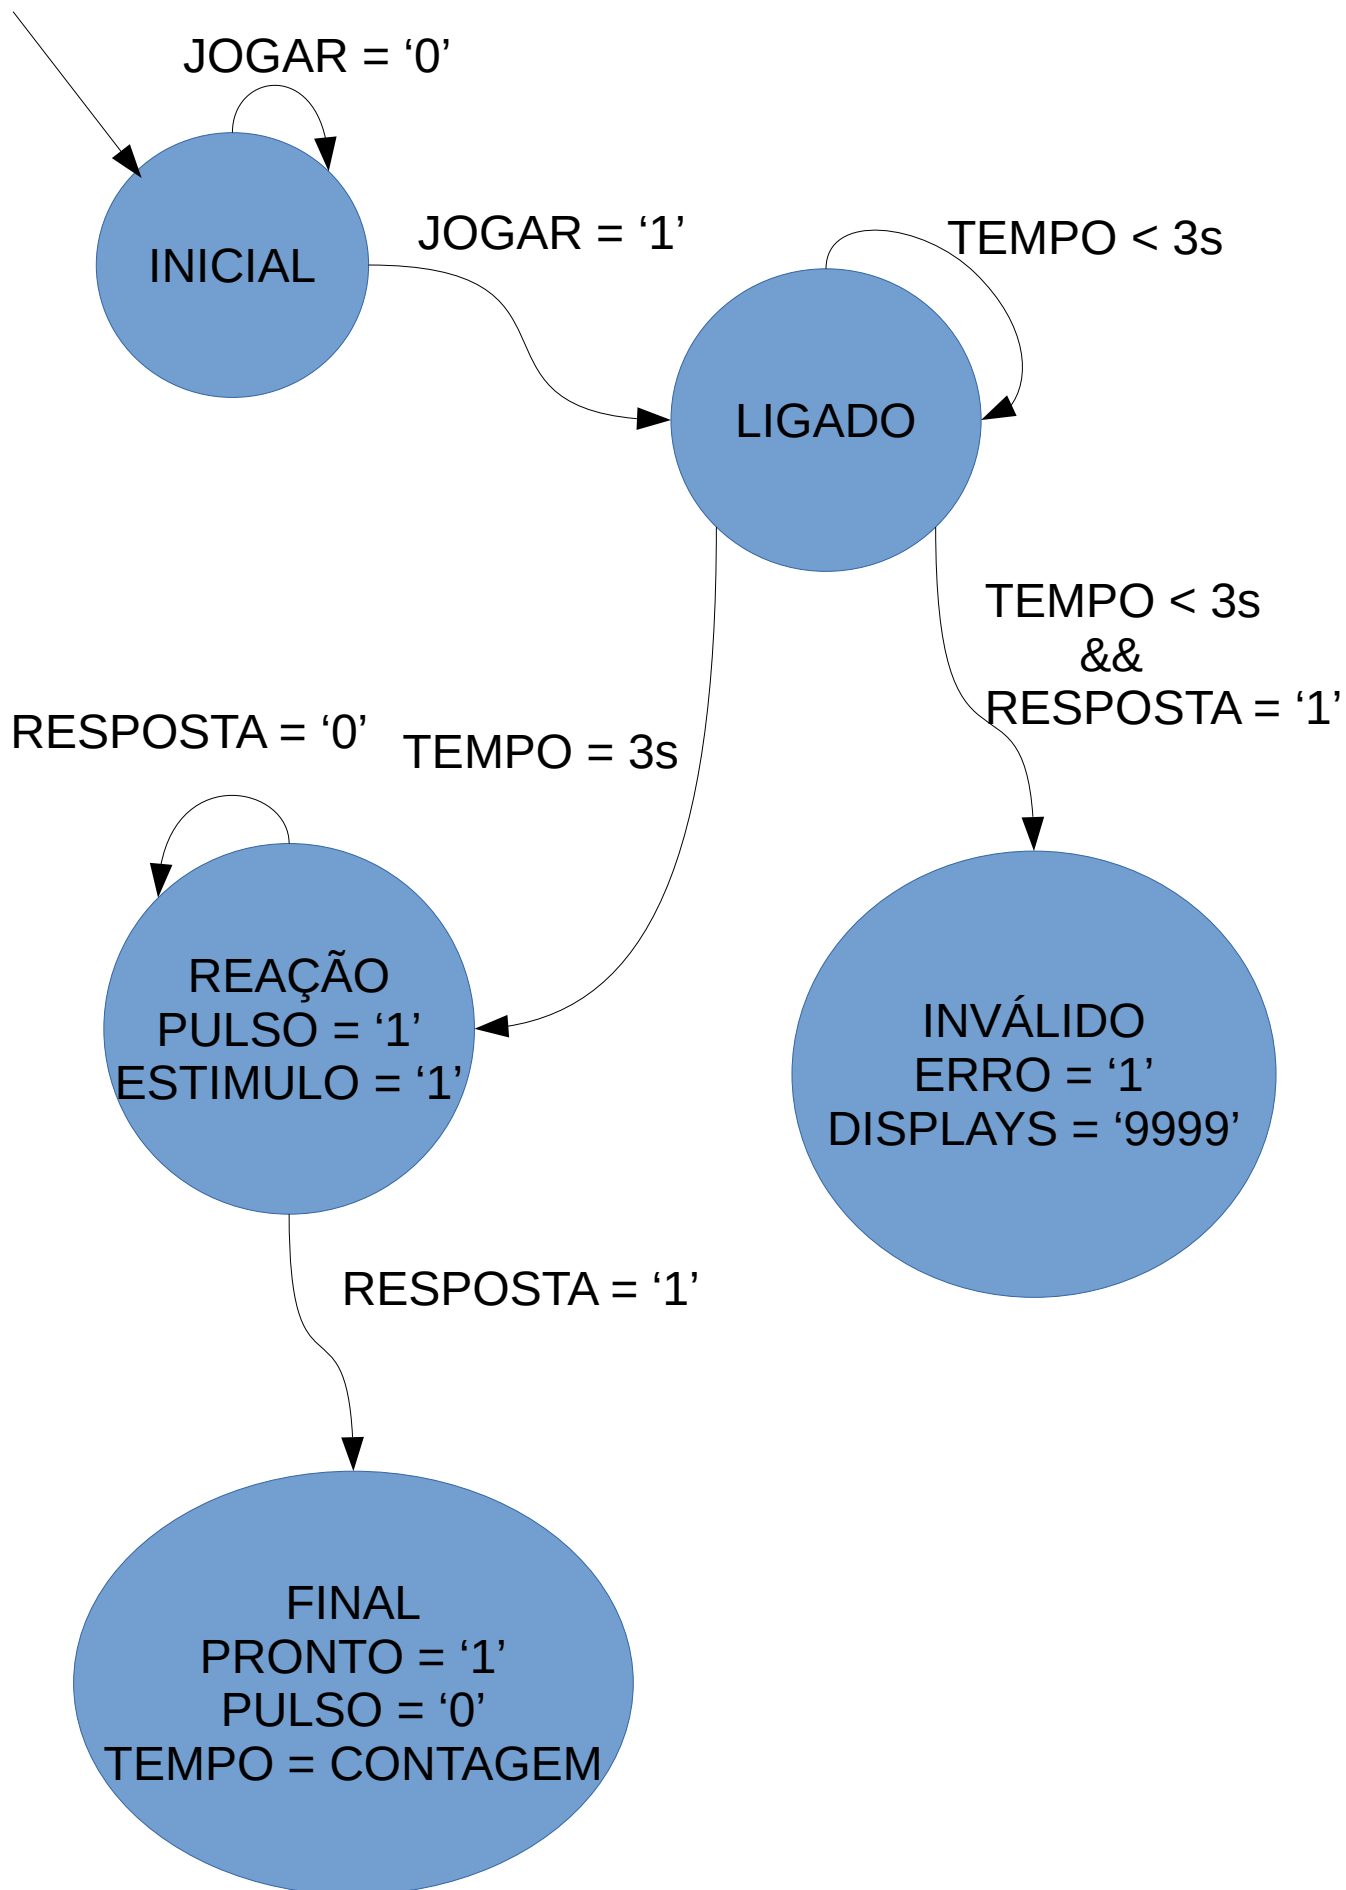 JOGAR = ‘0’
INICIAL
JOGAR = ‘1’
TEMPO < 3s
LIGADO
TEMPO < 3s
&&
RESPOSTA = ‘1’
RESPOSTA = ‘0’
TEMPO = 3s
REAÇÃO
PULSO = ‘1’
ESTIMULO = ‘1’
INVÁLIDO
ERRO = ‘1’
DISPLAYS = ‘9999’
RESPOSTA = ‘1’
FINAL
PRONTO = ‘1’
PULSO = ‘0’
TEMPO = CONTAGEM